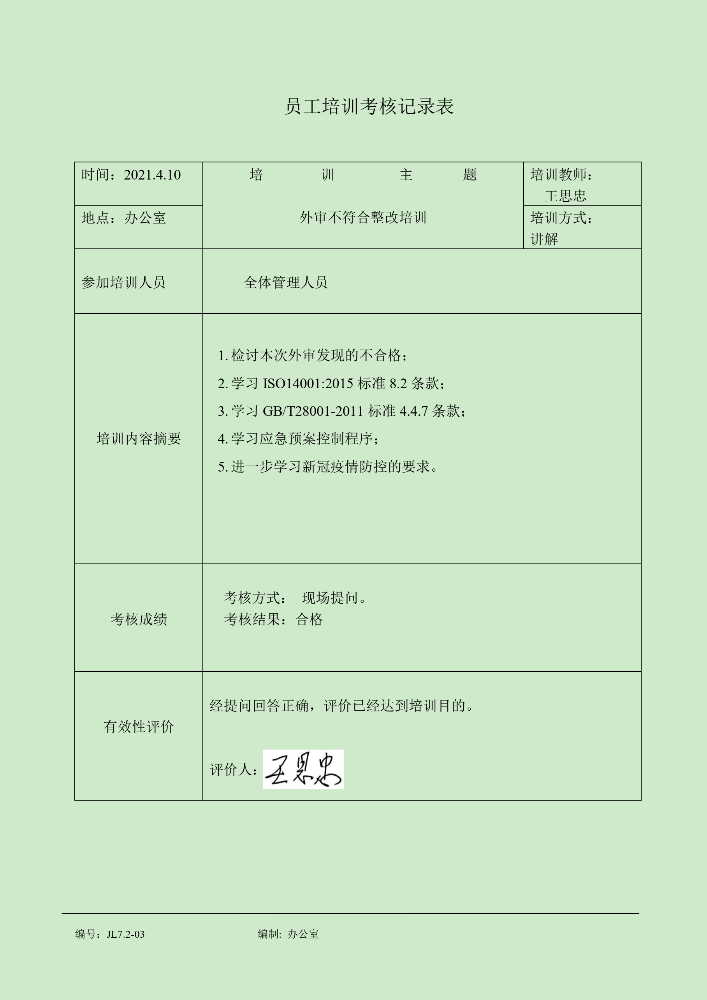 员工培训考核记录表
时间：2021.4.10
培 训 主 题
培训教师：
王思忠
地点：办公室
外审不符合整改培训
培训方式：
讲解
参加培训人员
全体管理人员
培训内容摘要
1. 检讨本次外审发现的不合格；
2. 学习 ISO14001:2015 标准 8.2 条款；
3. 学习 GB/T28001-2011 标准 4.4.7 条款；
4. 学习应急预案控制程序；
5. 进一步学习新冠疫情防控的要求。
考核成绩
考核方式： 现场提问。
考核结果：合格
有效性评价
经提问回答正确，评价已经达到培训目的。
评价人：王思忠
编号：JL7.2-03 编制: 办公室